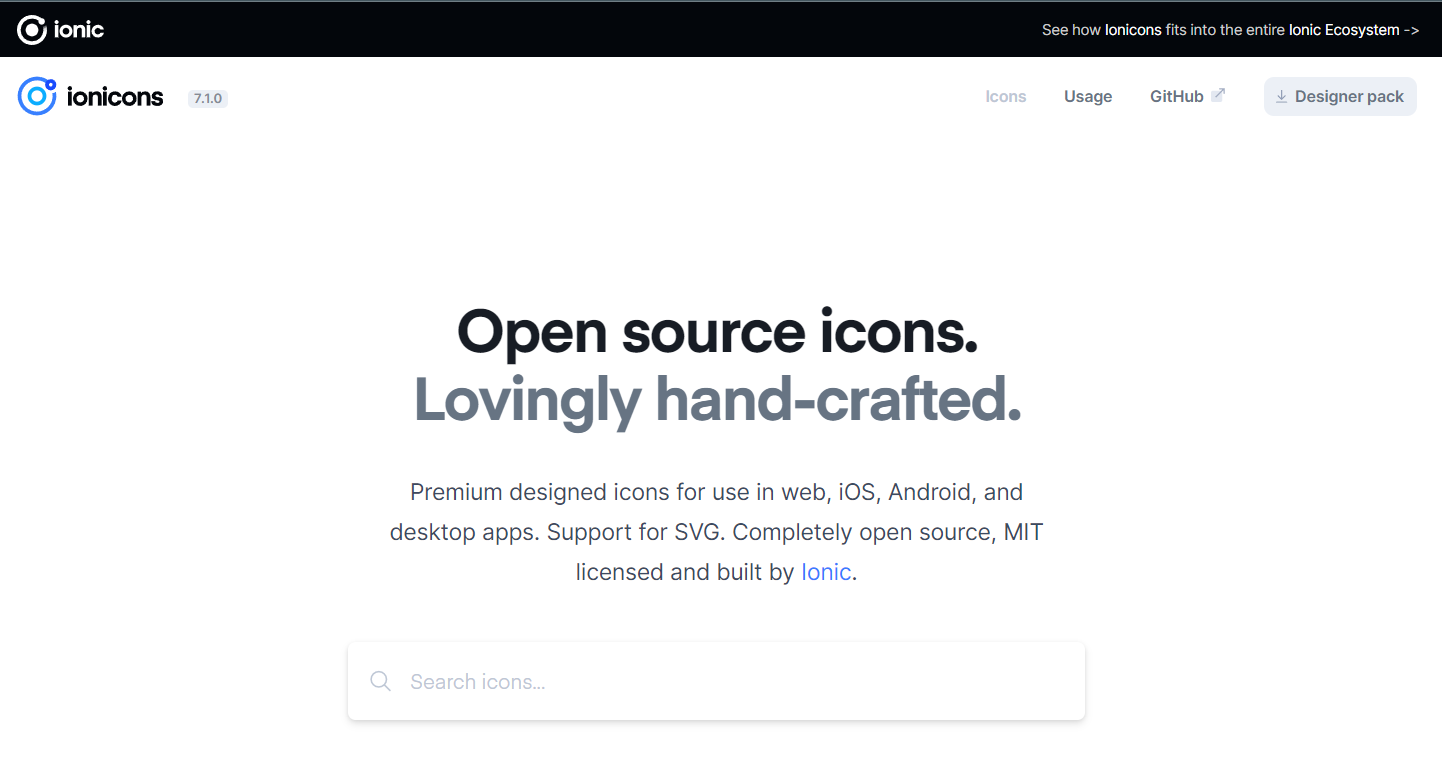 ionic
See how Ionicons fits into the entire Ionic Ecosystem ->
ionicons 7.1.0
Icons Usage GitHub Designer pack
Open source icons.
Lovingly hand-crafted.
Premium designed icons for use in web, iOS, Android, and
desktop apps. Support for SVG. Completely open source, MIT
licensed and built by Ionic.
Search icons...